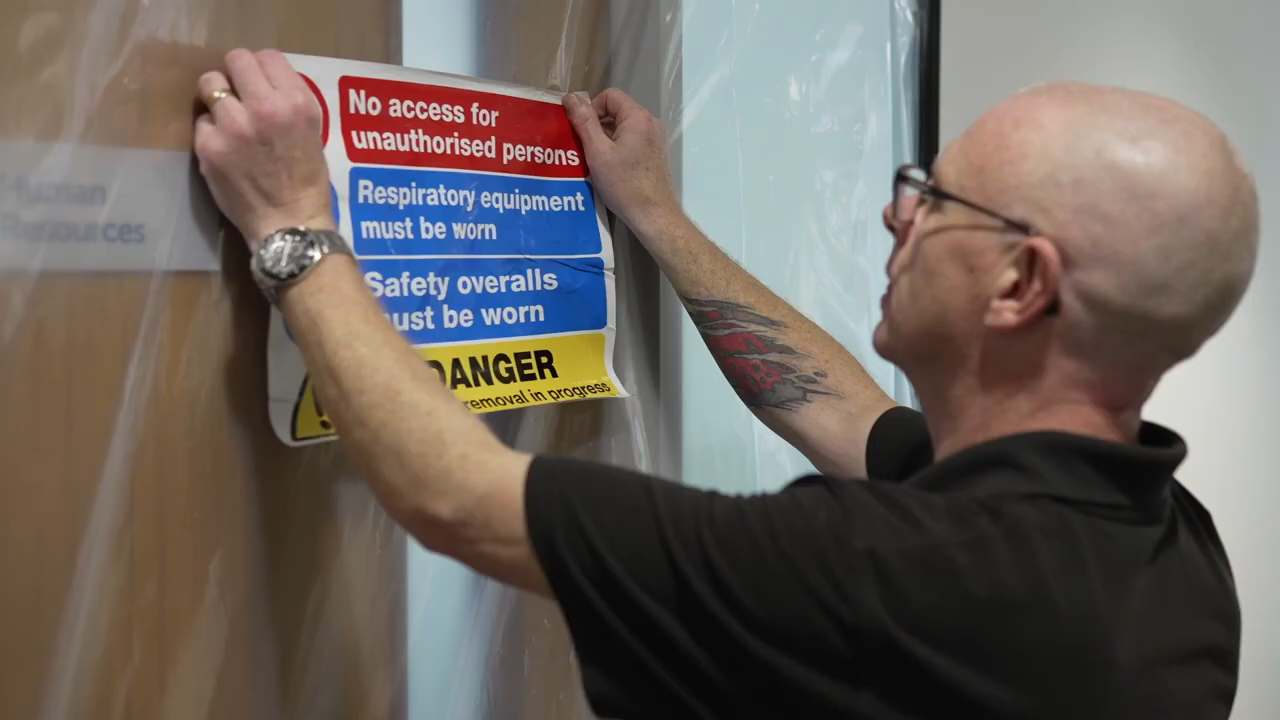 No access for
unauthorised persons
Respiratory equipment
must be worn
Safety overalls
must be worn
DANGER
removal in progress
Human
Resources